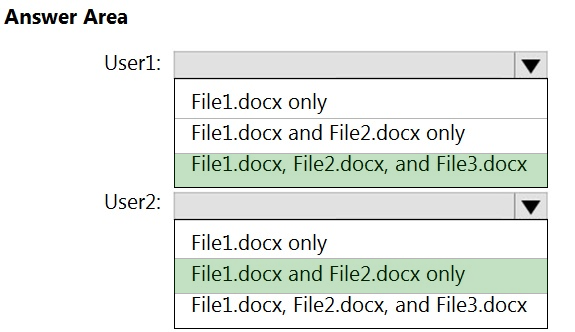 Answer Area
User1:
File1.docx only
File1.docx and File2.docx only
File1.docx, File2.docx, and File3.docx
User2:
File1.docx only
File1.docx and File2.docx only
File1.docx, File2.docx, and File3.docx